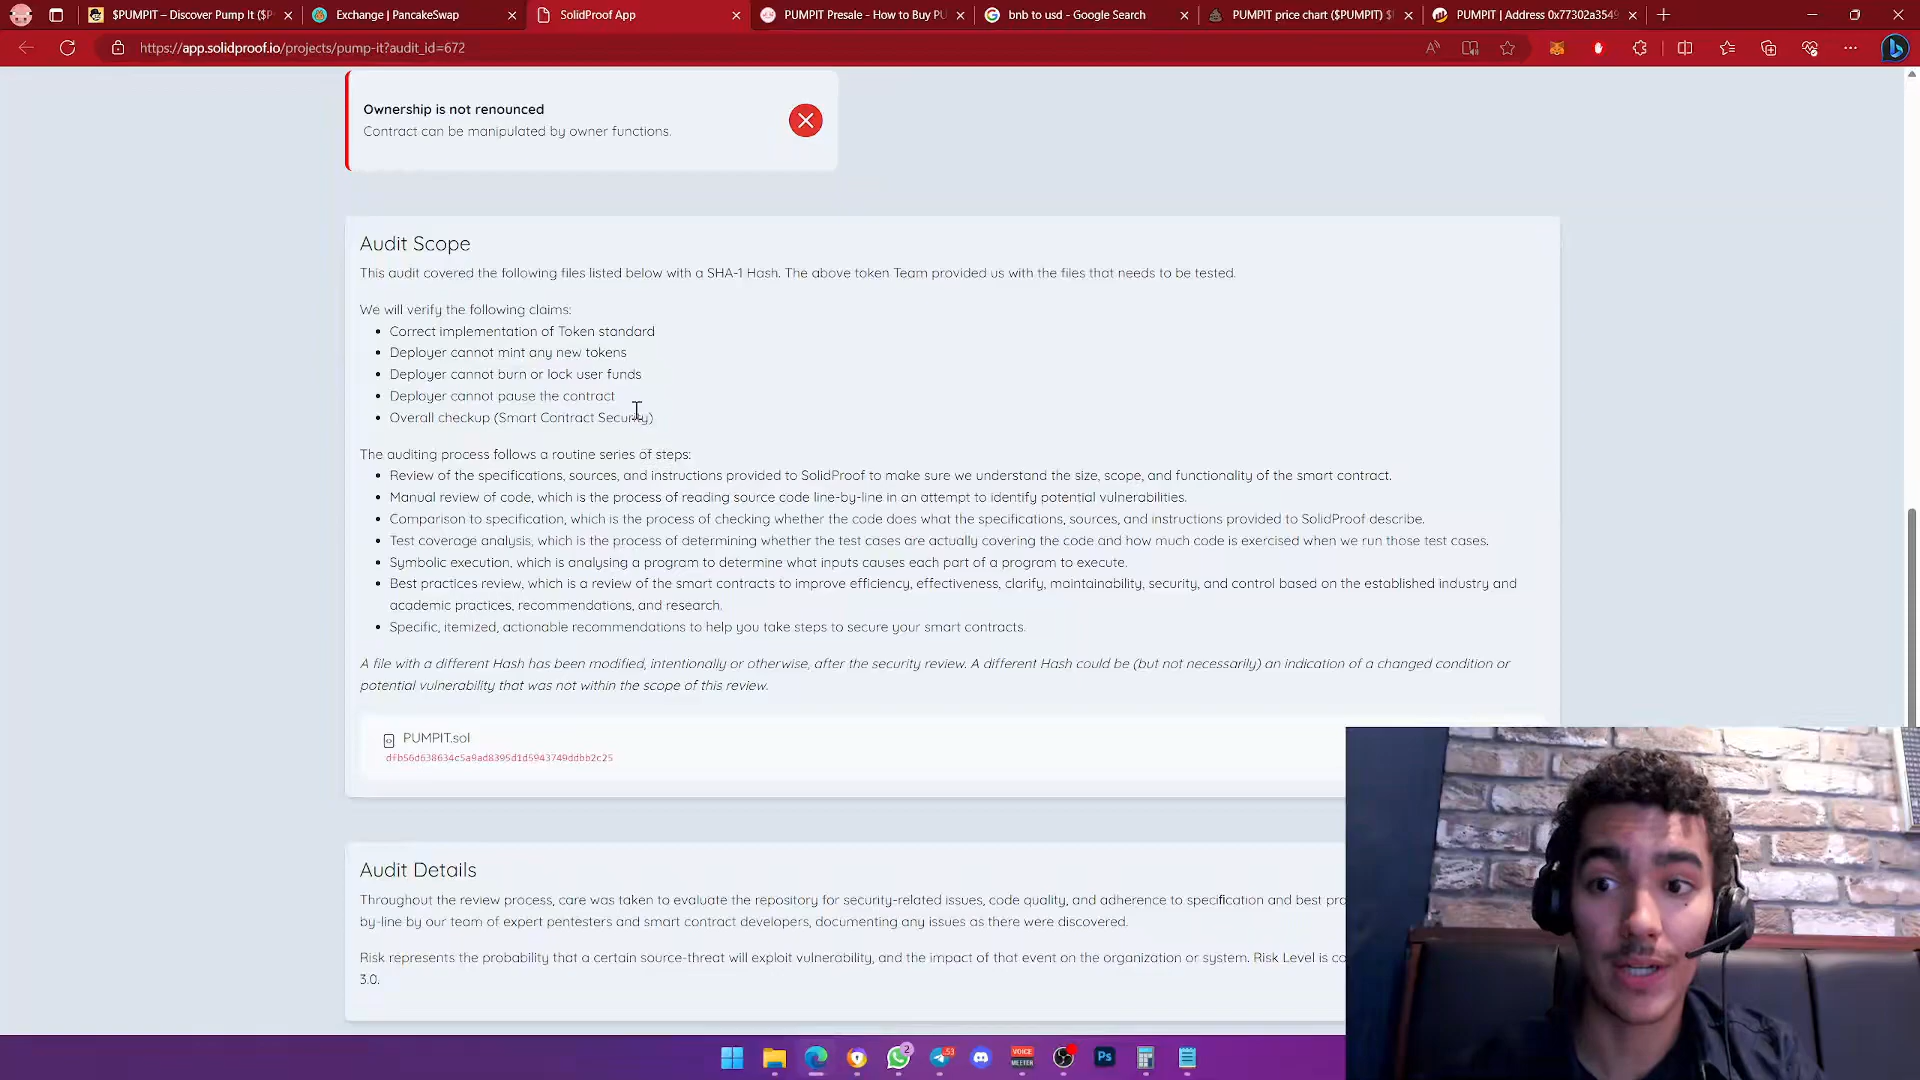 $PUMPIT – Discover Pump It ($P
Exchange | PancakeSwap
SolidProof App
PUMPIT Presale - How to Buy PU
bnb to usd - Google Search
PUMPIT price chart ($PUMPIT) $
PUMPIT | Address 0x77302a3549
https://app.solidproof.io/projects/pump-it?audit_id=672
Ownership is not renounced
Contract can be manipulated by owner functions.
Audit Scope
This audit covered the following files listed below with a SHA-1 Hash. The above token Team provided us with the files that needs to be tested.
We will verify the following claims:
• Correct implementation of Token standard
• Deployer cannot mint any new tokens
• Deployer cannot burn or lock user funds
• Deployer cannot pause the contract
• Overall checkup (Smart Contract Security)
The auditing process follows a routine series of steps:
• Review of the specifications, sources, and instructions provided to SolidProof to make sure we understand the size, scope, and functionality of the smart contract.
• Manual review of code, which is the process of reading source code line-by-line in an attempt to identify potential vulnerabilities.
• Comparison to specification, which is the process of checking whether the code does what the specifications, sources, and instructions provided to SolidProof describe.
• Test coverage analysis, which is the process of determining whether the test cases are actually covering the code and how much code is exercised when we run those test cases.
• Symbolic execution, which is analysing a program to determine what inputs causes each part of a program to execute.
• Best practices review, which is a review of the smart contracts to improve efficiency, effectiveness, clarify, maintainability, security, and control based on the established industry and
academic practices, recommendations, and research.
• Specific, itemized, actionable recommendations to help you take steps to secure your smart contracts.
A file with a different Hash has been modified, intentionally or otherwise, after the security review. A different Hash could be (but not necessarily) an indication of a changed condition or
potential vulnerability that was not within the scope of this review.
PUMPIT.sol
dfb56d638634c5a9ad8395d1d5943749ddbb2c25
Audit Details
Throughout the review process, care was taken to evaluate the repository for security-related issues, code quality, and adherence to specification and best pra
by-line by our team of expert pentesters and smart contract developers, documenting any issues as there were discovered.
Risk represents the probability that a certain source-threat will exploit vulnerability, and the impact of that event on the organization or system. Risk Level is co
3.0.
2
53
VOICE
MEETER
Ps